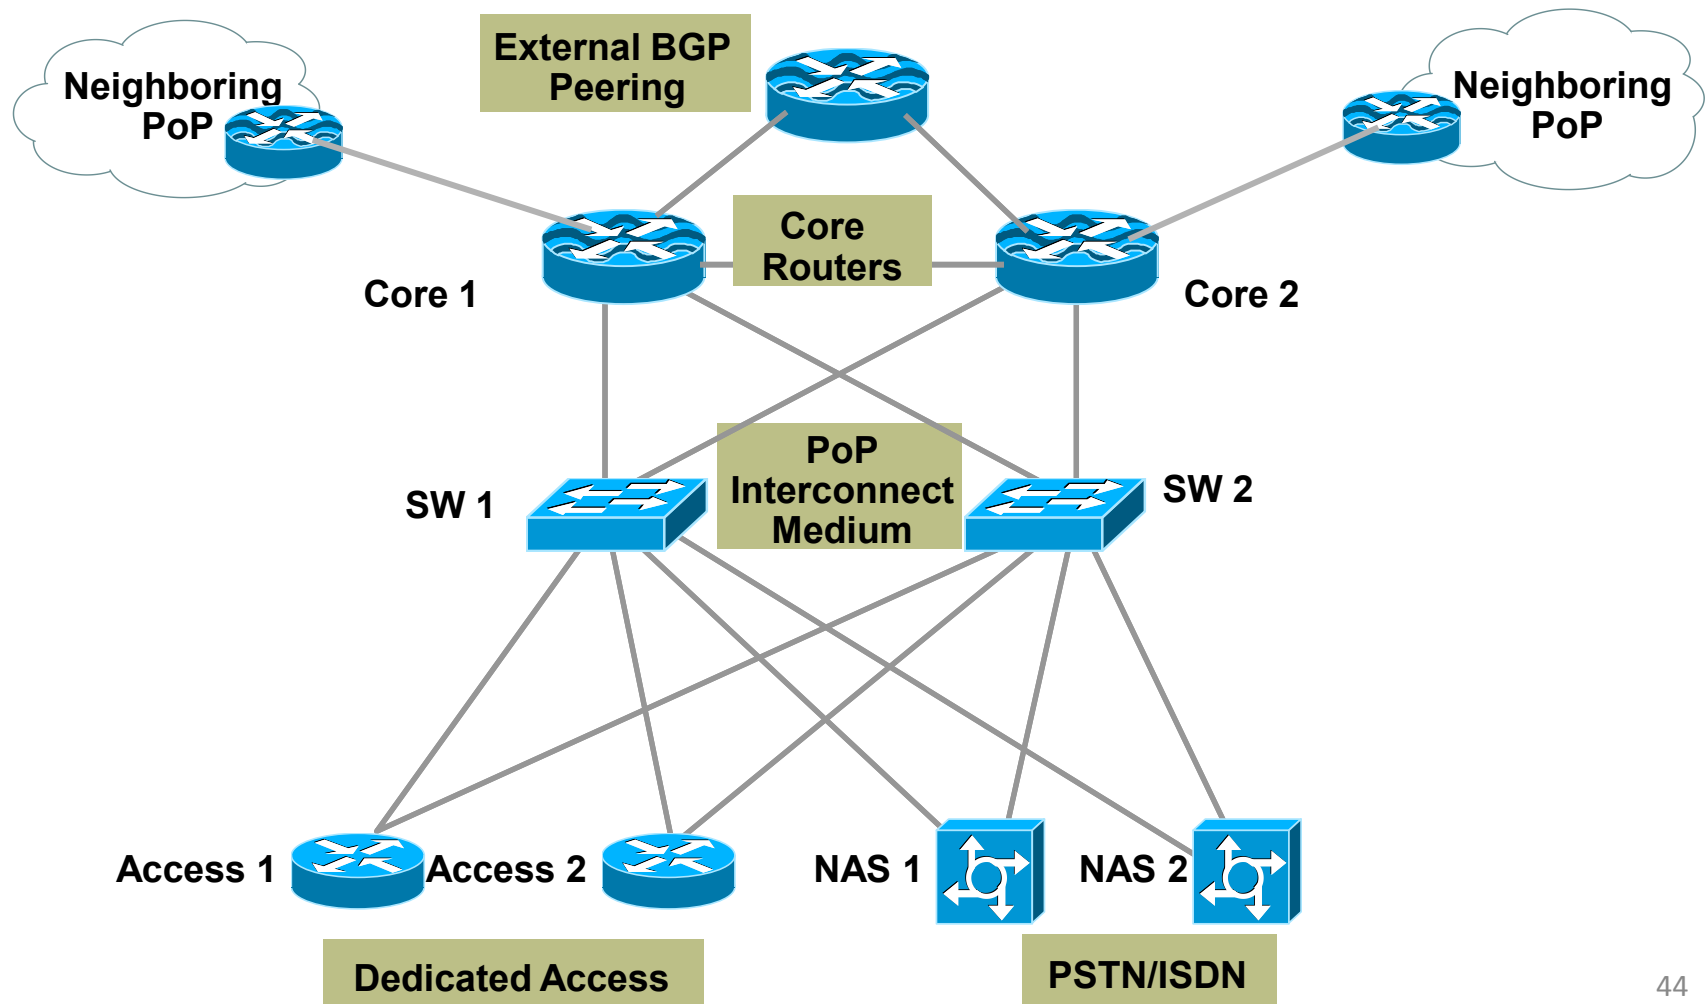 External BGP
Peering
Neighboring
PoP
Neighboring
PoP
Core
Routers
Core 1
Core 2
PoP
Interconnect
Medium
SW 1
SW 2
Access 1
Access 2
NAS 1
NAS 2
Dedicated Access
PSTN/ISDN
44